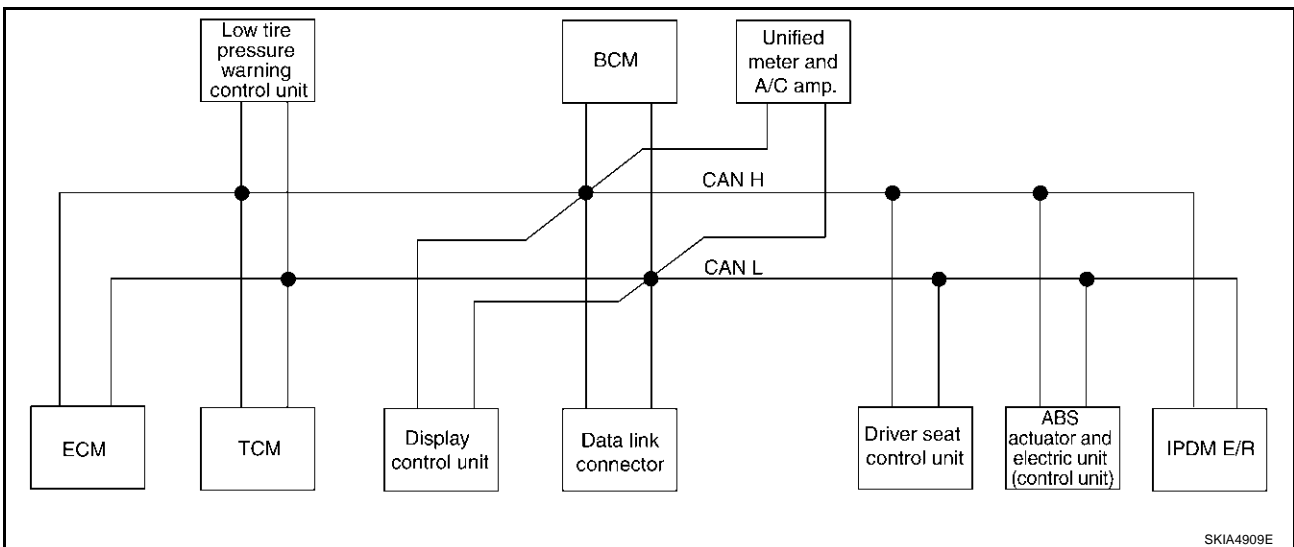 Low tire
pressure
warning
control unit
BCM
Unified
meter and
A/C amp.
CAN H
CAN L
ECM
TCM
Display
control unit
Data link
connector
Driver seat
control unit
ABS
actuator and
electric unit
(control unit)
IPDM E/R
SKIA4909E